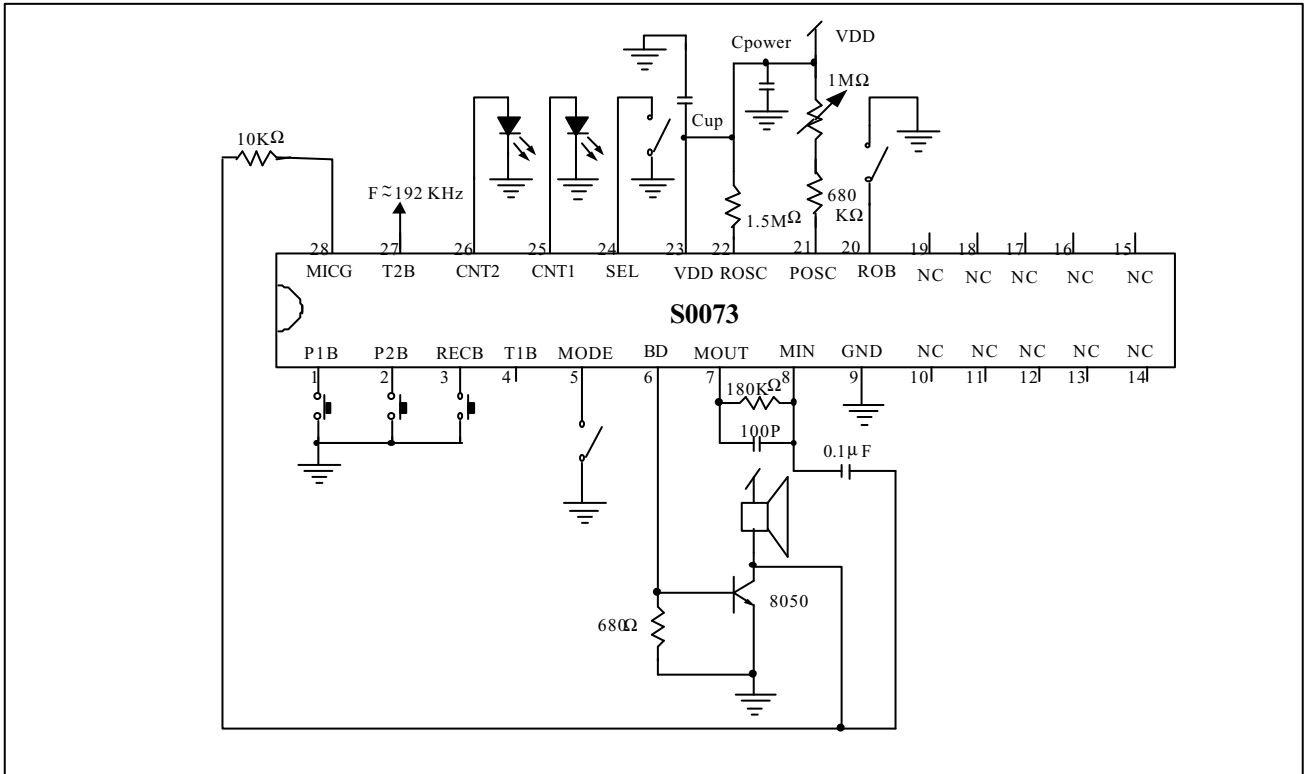 Cpower
VDD
1MΩ
Cup
10KΩ
F≈192 KHz
680
KΩ
1.5MΩ
28 27 26 25 24 23 22 21 20 19 18 17 16 15
MICG T2B CNT2 CNT1 SEL VDD ROSC POSC ROB NC NC NC NC NC
S0073
P1B P2B RECB T1B MODE BD MOUT MIN GND NC NC NC NC NC
1 2 3 4 5 6 7 8 9 10 11 12 13 14
180KΩ
100P
0.1μF
8050
680Ω